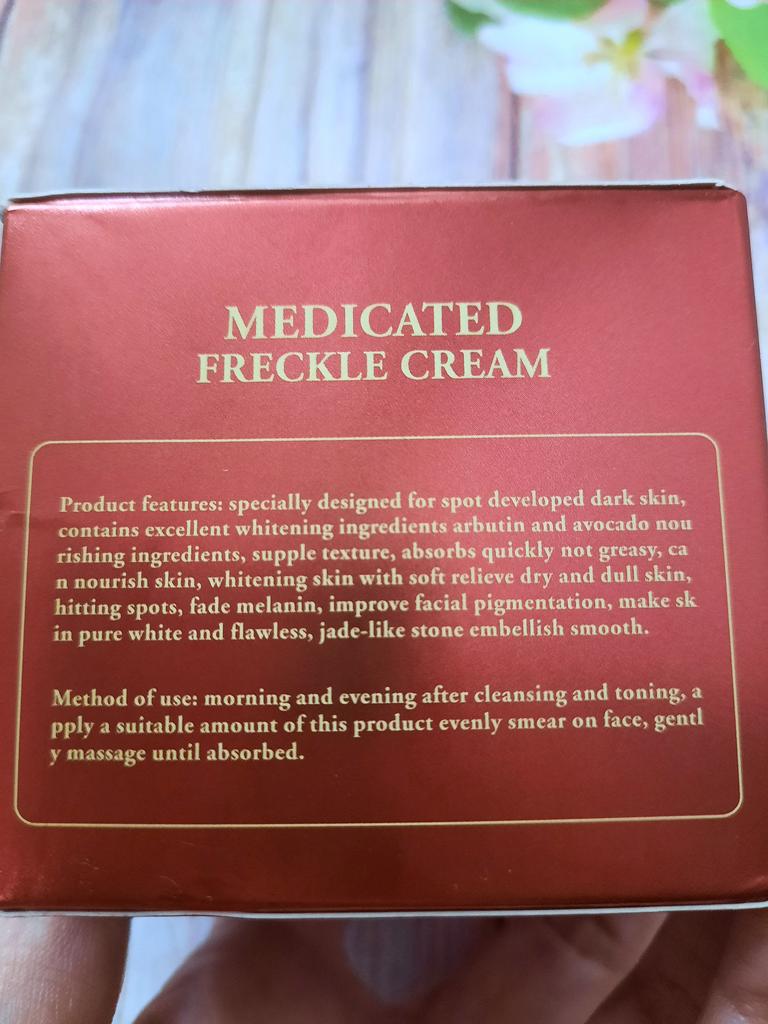 MEDICATED
FRECKLE CREAM
Product features: specially designed for spot developed dark skin,
contains excellent whitening ingredients arbutin and avocado nou
rishing ingredients, supple texture, absorbs quickly not greasy, ca
n nourish skin, whitening skin with soft relieve dry and dull skin,
hitting spots, fade melanin, improve facial pigmentation, make sk
in pure white and flawless, jade-like stone embellish smooth.
Method of use: morning and evening after cleansing and toning, a
pply a suitable amount of this product evenly smear on face, gentl
y massage until absorbed.